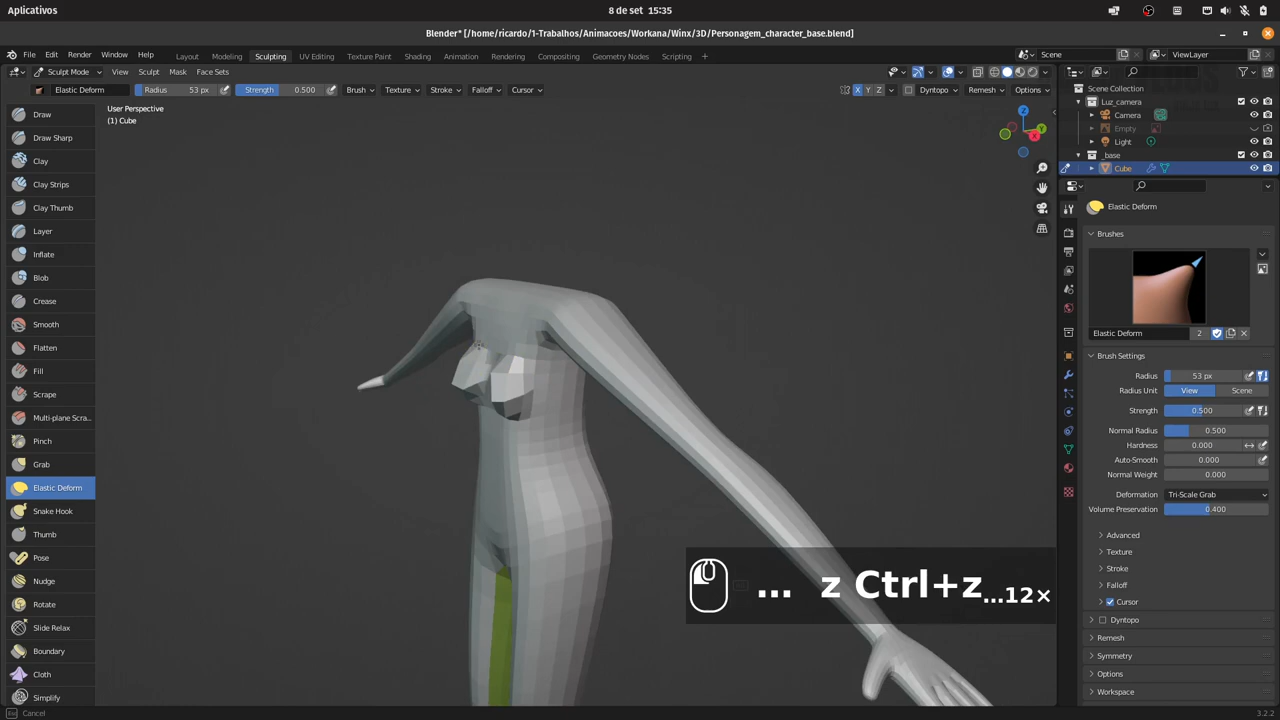 Aplicativos
8 de set 15:35
Blender* [/home/ricardo/1-Trabalhos/Animacoes/Workana/Winx/3D/Personagem_character_base.blend]
File Edit Render Window Help Layout Modeling Sculpting UV Editing Texture Paint Shading Animation Rendering Compositing Geometry Nodes Scripting + Scene ViewLayer
Sculpt Mode View Sculpt Mask Face Sets
Elastic Deform Radius 53 px Strength 0.500 Brush Texture Stroke Falloff Cursor X Y Z Dyntopo Remesh Options
User Perspective
(1) Cube
Draw
Draw Sharp
Clay
Clay Strips
Clay Thumb
Layer
Inflate
Blob
Crease
Smooth
Flatten
Fill
Scrape
Multi-plane Scra...
Pinch
Grab
Elastic Deform
Snake Hook
Thumb
Pose
Nudge
Rotate
Slide Relax
Boundary
Cloth
Simplify
Z
Y
X
... z Ctrl+z...12×
Scene Collection
Luz_camera
Camera
Empty
Light
_base
Cube
Elastic Deform
Brushes
Elastic Deform 2
Brush Settings
Radius 53 px
Radius Unit View Scene
Strength 0.500
Normal Radius 0.500
Hardness 0.000
Auto-Smooth 0.000
Normal Weight 0.000
Deformation Tri-Scale Grab
Volume Preservation 0.400
Advanced
Texture
Stroke
Falloff
Cursor
Dyntopo
Remesh
Symmetry
Options
Workspace
Esc Cancel
3.2.2